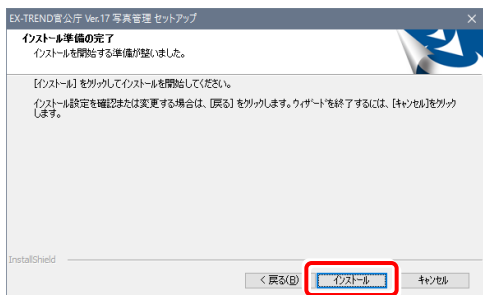 EX-TREND官公庁 Ver.17 写真管理 セットアップ
インストール準備の完了
インストールを開始する準備が整いました。
[インストール] をクリックしてインストールを開始してください。
インストール設定を確認または変更する場合は、[戻る] をクリックします。ウィザードを終了するには、[キャンセル]をクリック
します。
InstallShield
< 戻る(B)
インストール
キャンセル